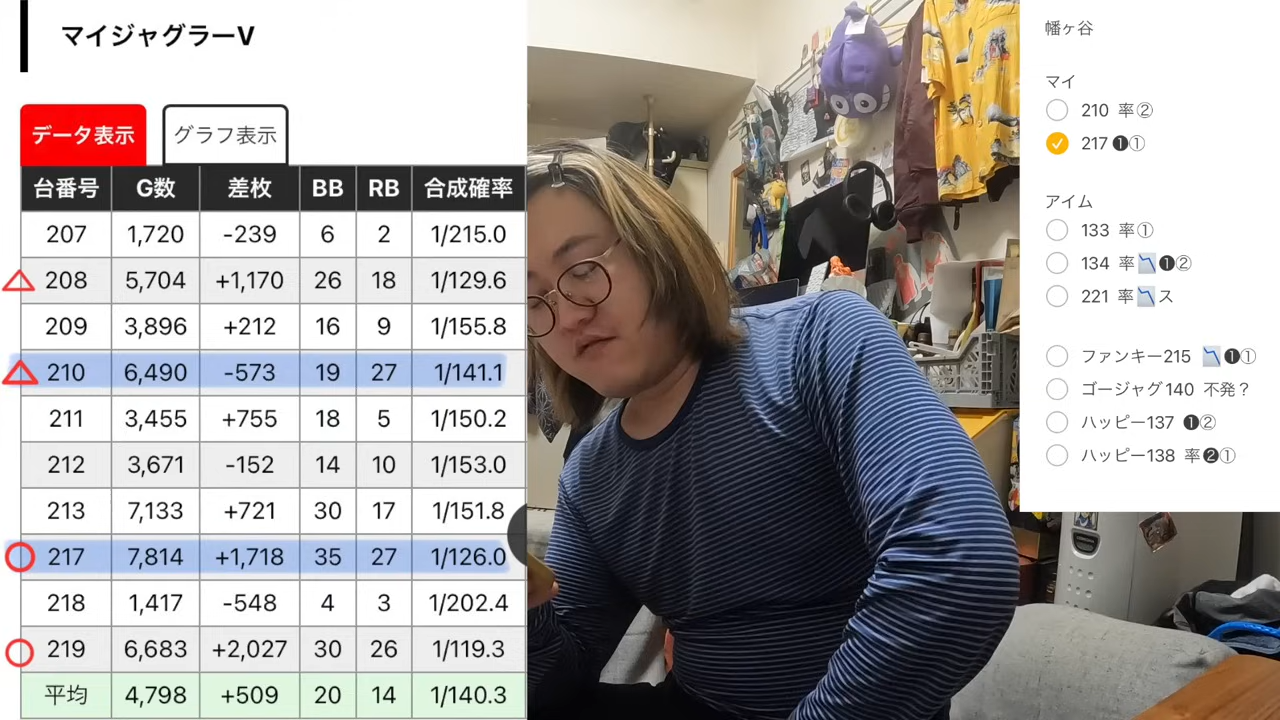 マイジャグラーV
データ表示 グラフ表示
台番号 G数 差枚 BB RB 合成確率
207 1,720 -239 6 2 1/215.0
208 5,704 +1,170 26 18 1/129.6
209 3,896 +212 16 9 1/155.8
210 6,490 -573 19 27 1/141.1
211 3,455 +755 18 5 1/150.2
212 3,671 -152 14 10 1/153.0
213 7,133 +721 30 17 1/151.8
217 7,814 +1,718 35 27 1/126.0
218 1,417 -548 4 3 1/202.4
219 6,683 +2,027 30 26 1/119.3
平均 4,798 +509 20 14 1/140.3
幡ヶ谷
マイ
210 率②
217 ❶①
アイム
133 率①
134 率📉❶②
221 率📉ス
ファンキー215 📉❶①
ゴージャグ140 不発？
ハッピー137 ❶②
ハッピー138 率❷①